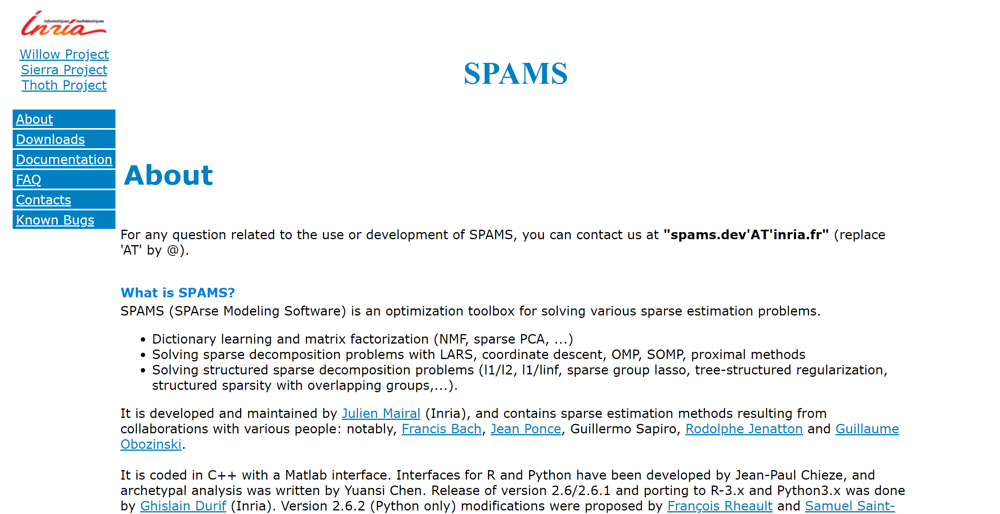 informatiques mathématiques
Inria
Willow Project
Sierra Project
Thoth Project
SPAMS
About
Downloads
Documentation
FAQ
Contacts
Known Bugs
About
For any question related to the use or development of SPAMS, you can contact us at "spams.dev'AT'inria.fr" (replace
'AT' by @).
What is SPAMS?
SPAMS (SPArse Modeling Software) is an optimization toolbox for solving various sparse estimation problems.
• Dictionary learning and matrix factorization (NMF, sparse PCA, ...)
• Solving sparse decomposition problems with LARS, coordinate descent, OMP, SOMP, proximal methods
• Solving structured sparse decomposition problems (l1/l2, l1/linf, sparse group lasso, tree-structured regularization,
structured sparsity with overlapping groups,...).
It is developed and maintained by Julien Mairal (Inria), and contains sparse estimation methods resulting from
collaborations with various people: notably, Francis Bach, Jean Ponce, Guillermo Sapiro, Rodolphe Jenatton and Guillaume
Obozinski.
It is coded in C++ with a Matlab interface. Interfaces for R and Python have been developed by Jean-Paul Chieze, and
archetypal analysis was written by Yuansi Chen. Release of version 2.6/2.6.1 and porting to R-3.x and Python3.x was done
by Ghislain Durif (Inria). Version 2.6.2 (Python only) modifications were proposed by François Rheault and Samuel Saint-